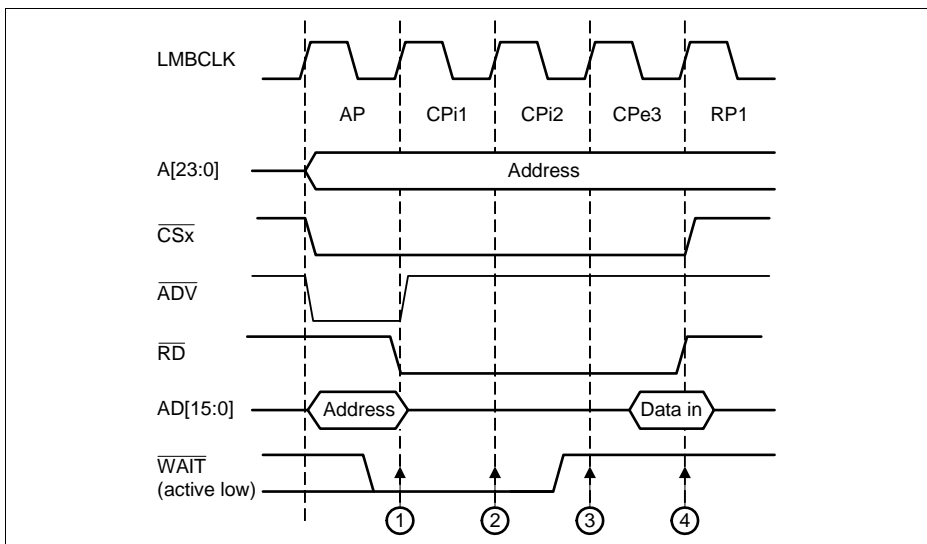 LMBCLK
AP CPi1 CPi2 CPe3 RP1
A[23:0] Address
CSx
ADV
RD
AD[15:0] Address Data in
WAIT
(active low)
1 2 3 4